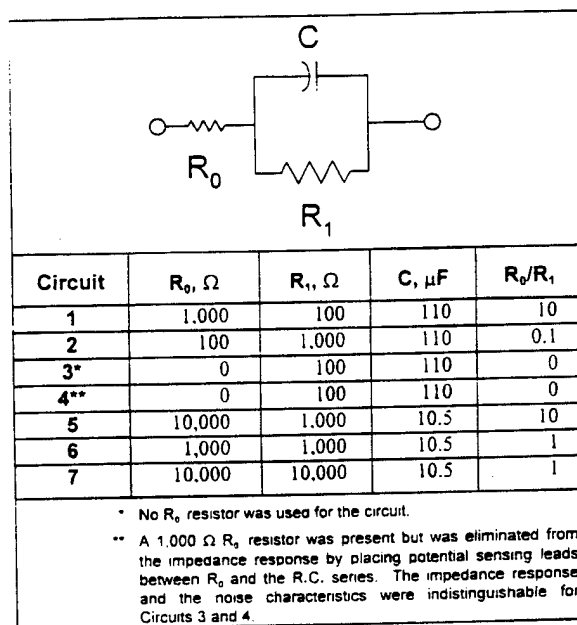 C
R₀
R₁
Circuit R₀, Ω R₁, Ω C, µF R₀/R₁
1 1,000 100 110 10
2 100 1,000 110 0.1
3* 0 100 110 0
4** 0 100 110 0
5 10,000 1,000 10.5 10
6 1,000 1,000 10.5 1
7 10,000 10,000 10.5 1
* No R₀ resistor was used for the circuit.
** A 1,000 Ω R₀ resistor was present but was eliminated from
the impedance response by placing potential sensing leads
between R₀ and the R.C. series. The impedance response
and the noise characteristics were indistinguishable for
Circuits 3 and 4.